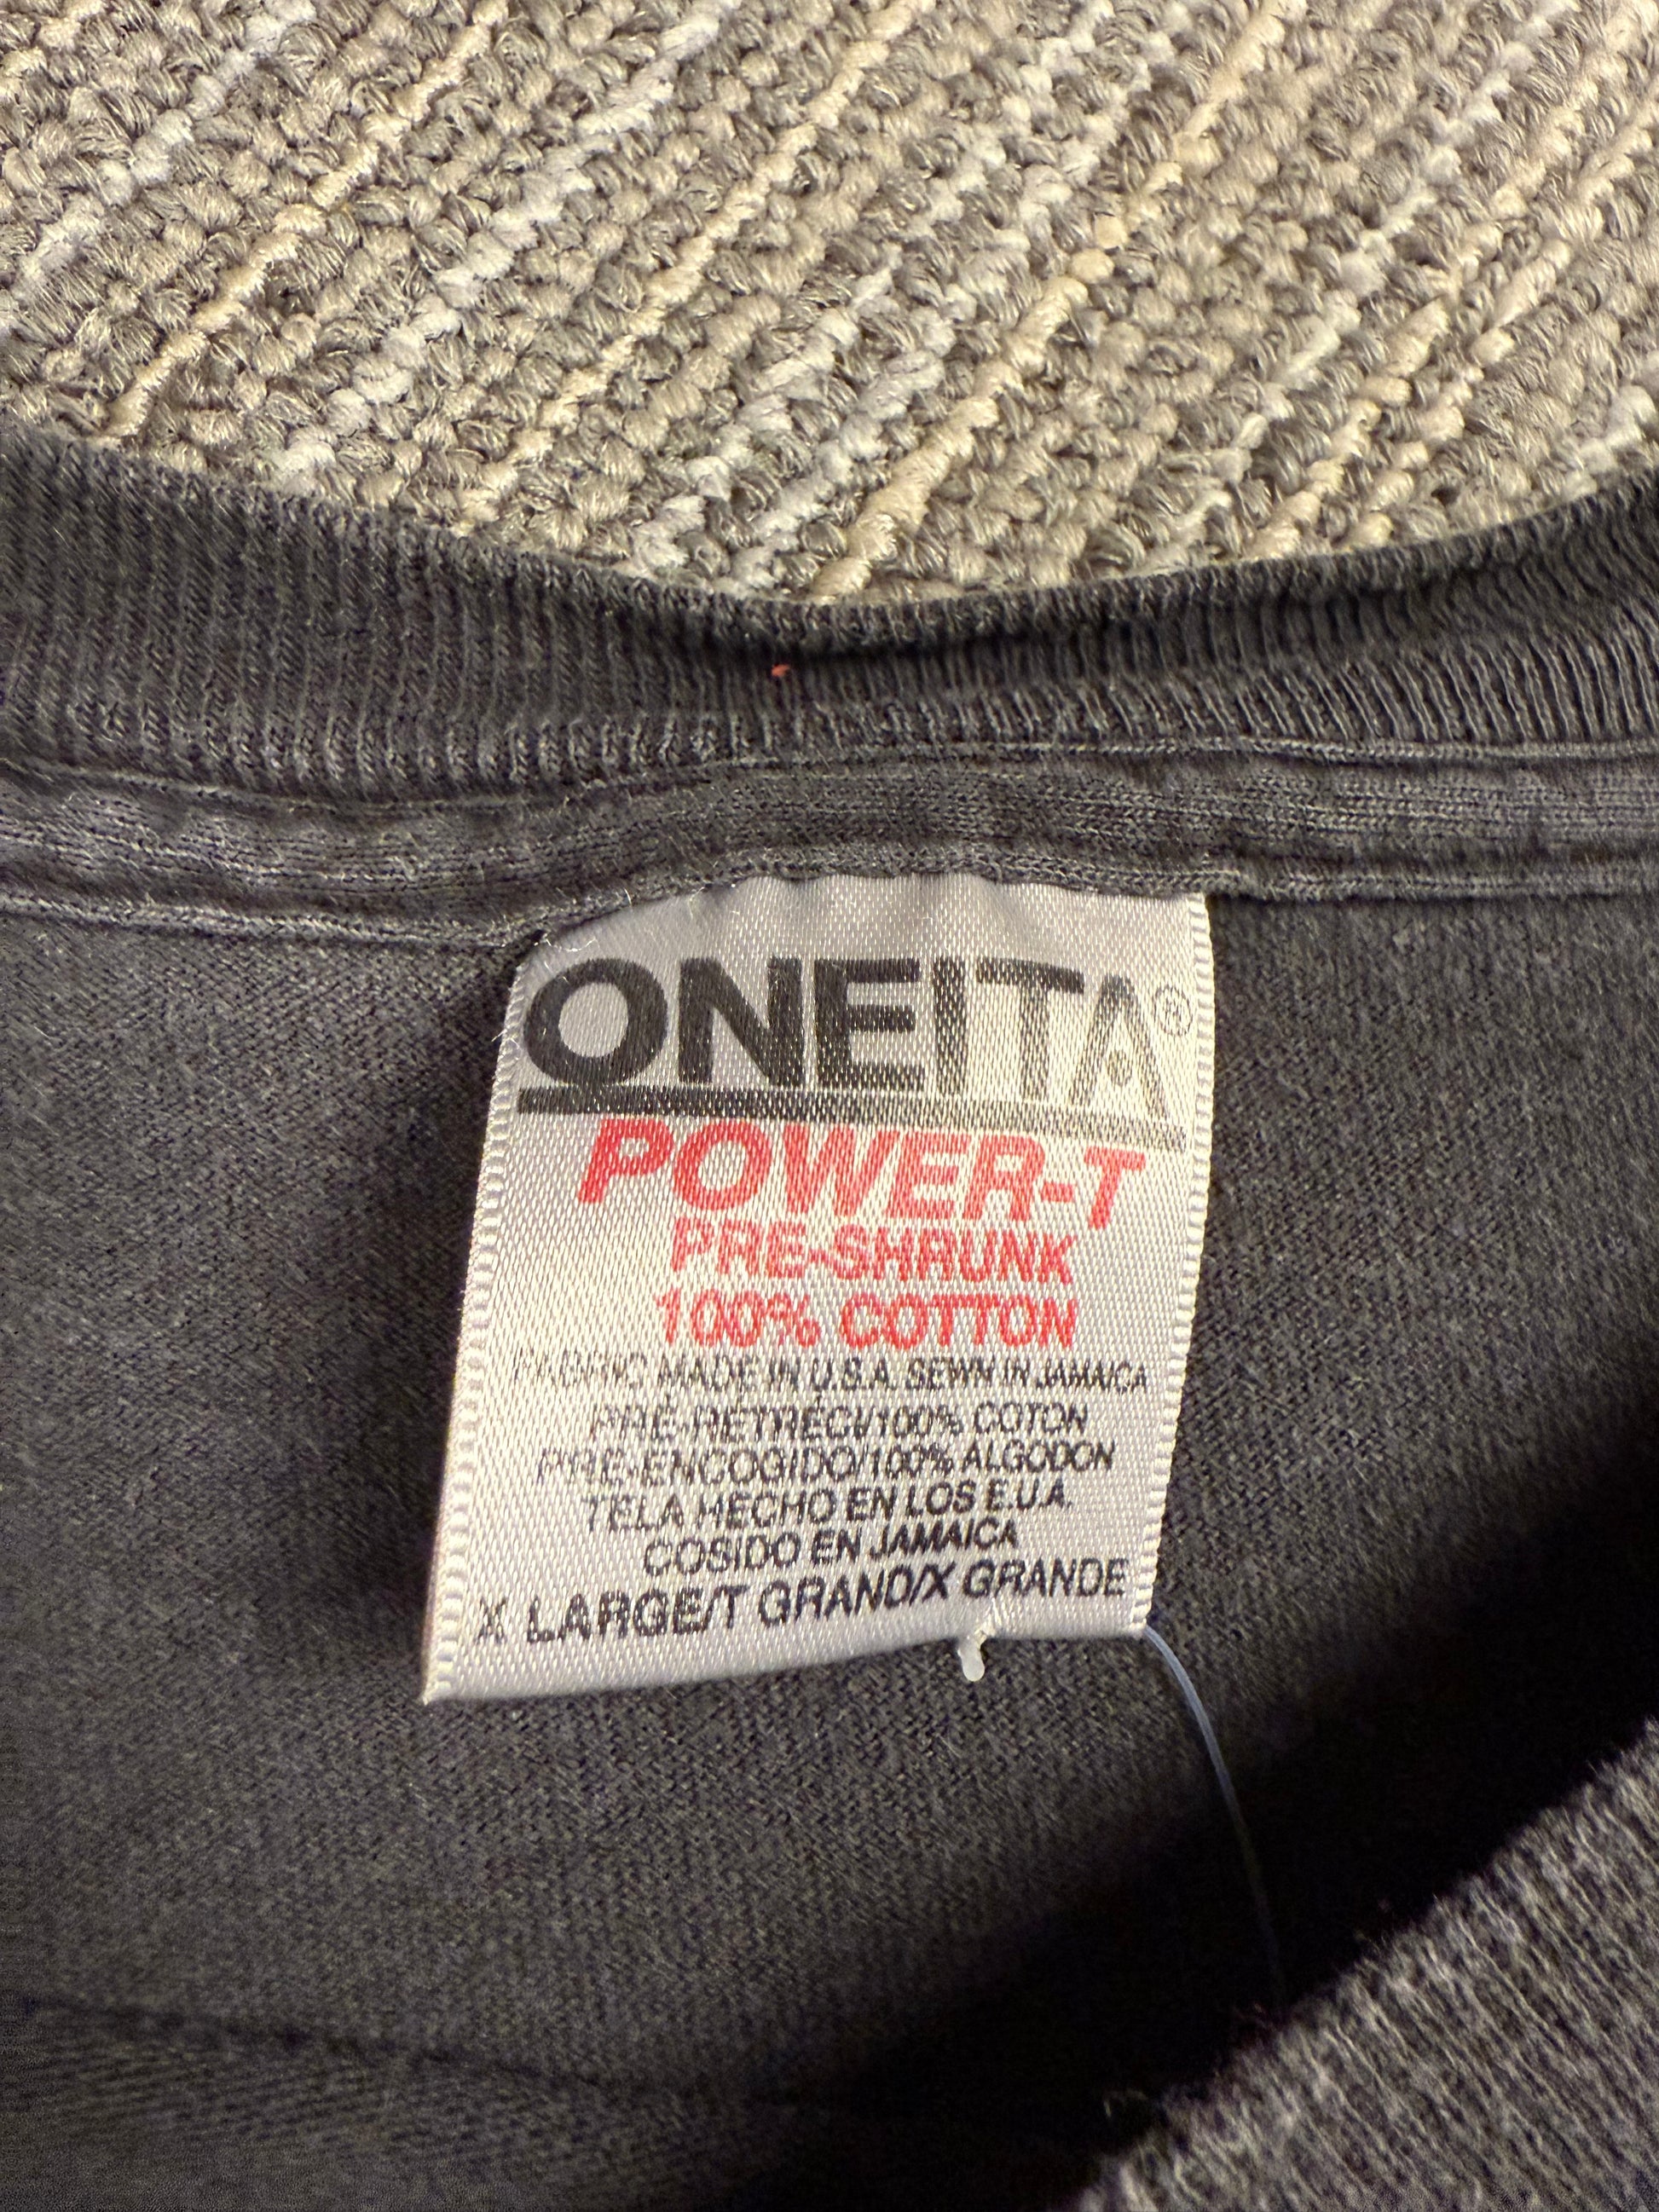 ONEITA®
POWER-T
PRE-SHRUNK
100% COTTON
FABRIC MADE IN U.S.A. SEWN IN JAMAICA
PRÉ-RETRÉCI/100% COTON
PRE-ENCOGIDO/100% ALGODON
TELA HECHO EN LOS E.U.A.
COSIDO EN JAMAICA
X LARGE/T GRAND/X GRANDE